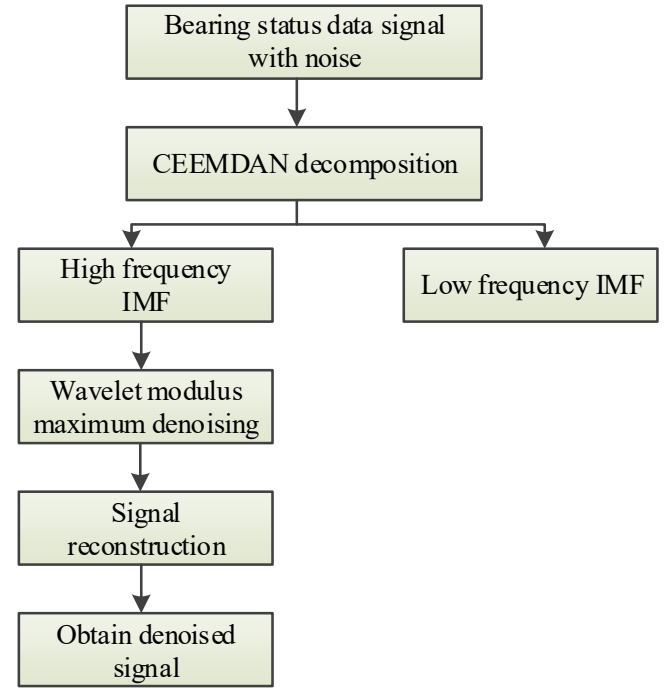 Bearing status data signal
with noise
CEEMDAN decomposition
High frequency
IMF
Low frequency IMF
Wavelet modulus
maximum denoising
Signal
reconstruction
Obtain denoised
signal